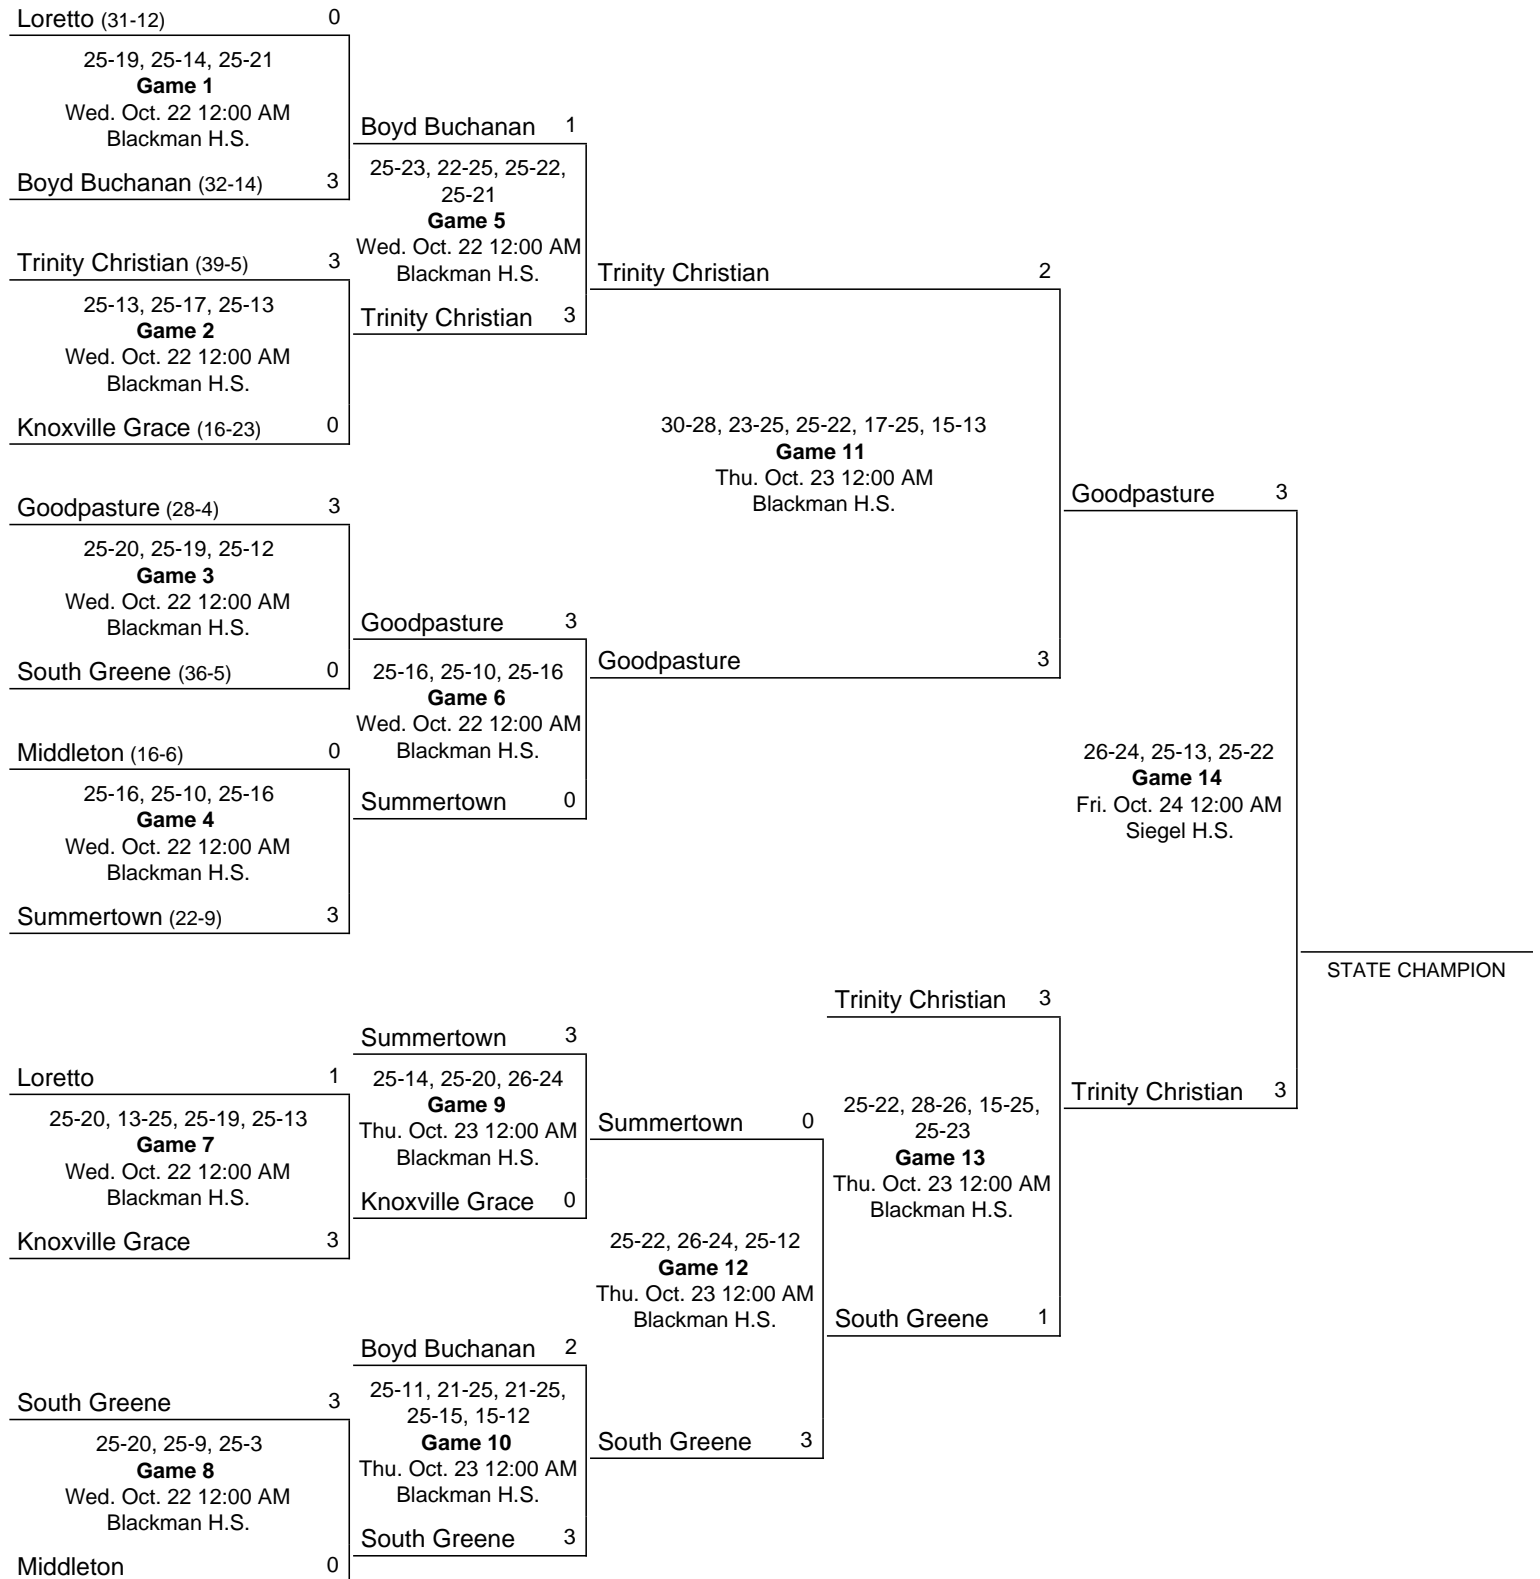 Loretto (31-12) 0
25-19, 25-14, 25-21
Game 1
Wed. Oct. 22 12:00 AM
Blackman H.S.
Boyd Buchanan (32-14) 3
Trinity Christian (39-5) 3
25-13, 25-17, 25-13
Game 2
Wed. Oct. 22 12:00 AM
Blackman H.S.
Knoxville Grace (16-23) 0
Goodpasture (28-4) 3
25-20, 25-19, 25-12
Game 3
Wed. Oct. 22 12:00 AM
Blackman H.S.
South Greene (36-5) 0
Middleton (16-6) 0
25-16, 25-10, 25-16
Game 4
Wed. Oct. 22 12:00 AM
Blackman H.S.
Summertown (22-9) 3
Boyd Buchanan 1
25-23, 22-25, 25-22,
25-21
Game 5
Wed. Oct. 22 12:00 AM
Blackman H.S.
Trinity Christian 3
Goodpasture 3
25-16, 25-10, 25-16
Game 6
Wed. Oct. 22 12:00 AM
Blackman H.S.
Summertown 0
Trinity Christian 2
30-28, 23-25, 25-22, 17-25, 15-13
Game 11
Thu. Oct. 23 12:00 AM
Blackman H.S.
Goodpasture 3
Goodpasture 3
26-24, 25-13, 25-22
Game 14
Fri. Oct. 24 12:00 AM
Siegel H.S.
Trinity Christian 3
STATE CHAMPION
Loretto 1
25-20, 13-25, 25-19, 25-13
Game 7
Wed. Oct. 22 12:00 AM
Blackman H.S.
Knoxville Grace 3
South Greene 3
25-20, 25-9, 25-3
Game 8
Wed. Oct. 22 12:00 AM
Blackman H.S.
Middleton 0
Summertown 3
25-14, 25-20, 26-24
Game 9
Thu. Oct. 23 12:00 AM
Blackman H.S.
Knoxville Grace 0
Boyd Buchanan 2
25-11, 21-25, 21-25,
25-15, 15-12
Game 10
Thu. Oct. 23 12:00 AM
Blackman H.S.
South Greene 3
Summertown 0
25-22, 26-24, 25-12
Game 12
Thu. Oct. 23 12:00 AM
Blackman H.S.
South Greene 3
Trinity Christian 3
25-22, 28-26, 15-25,
25-23
Game 13
Thu. Oct. 23 12:00 AM
Blackman H.S.
South Greene 1